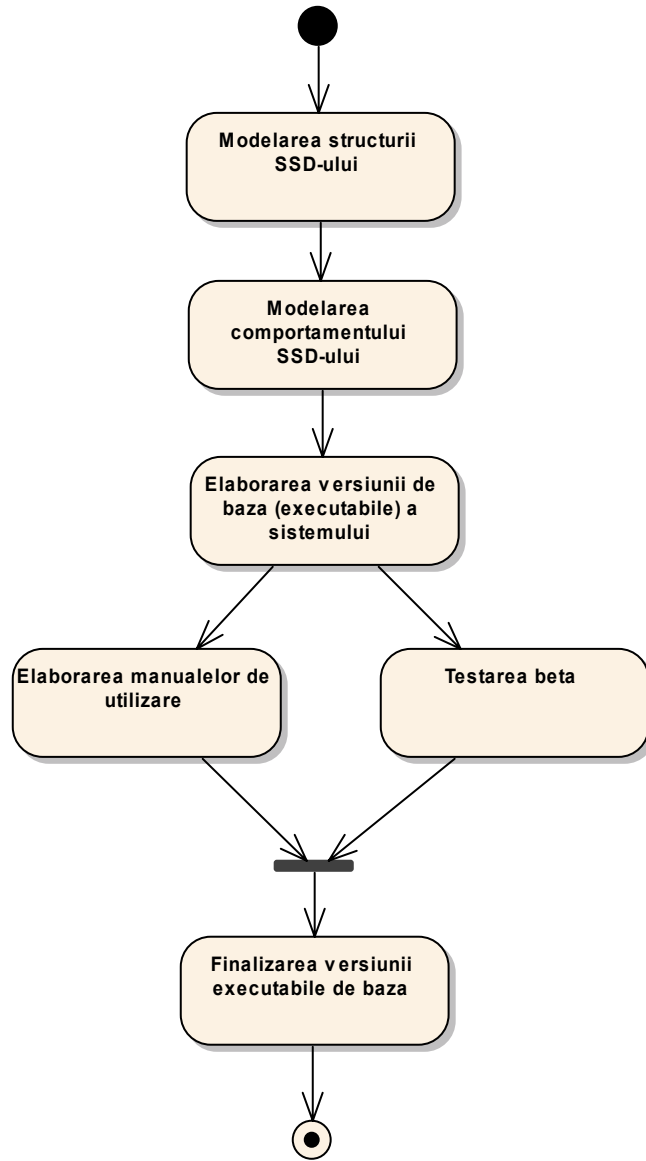 Modelarea structurii
SSD-ului
Modelarea
comportamentului
SSD-ului
Elaborarea versiunii de
baza (executabile) a
sistemului
Elaborarea manualelor de
utilizare
Testarea beta
Finalizarea versiunii
executabile de baza